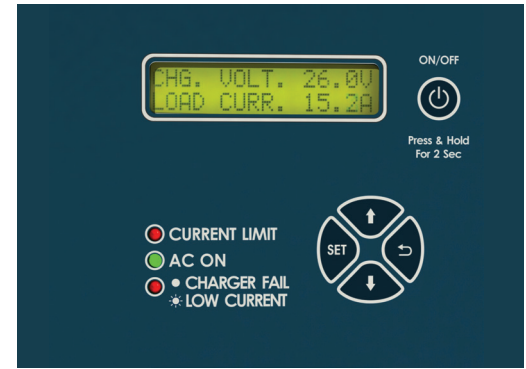 CHG. VOLT. 26.0V
LOAD CURR. 15.2A
ON/OFF
Press & Hold
For 2 Sec
CURRENT LIMIT
AC ON
CHARGER FAIL
LOW CURRENT
SET